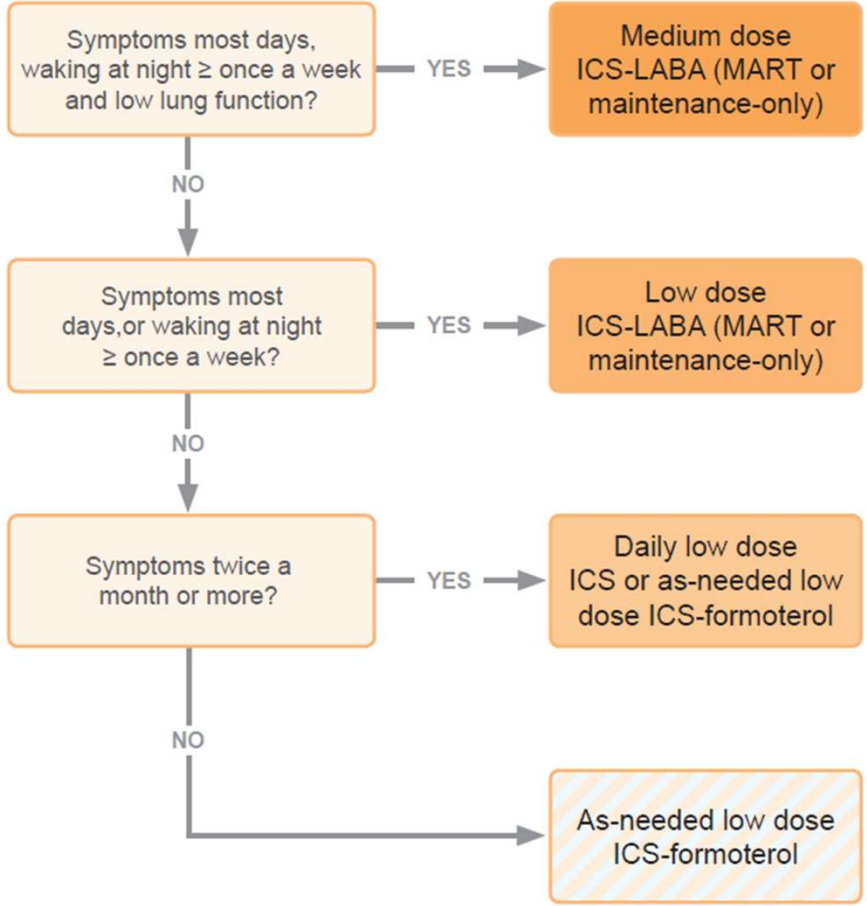 Symptoms most days,
waking at night ≥ once a week
and low lung function?
YES
Medium dose
ICS-LABA (MART or
maintenance-only)
NO
Symptoms most
days,or waking at night
≥ once a week?
YES
Low dose
ICS-LABA (MART or
maintenance-only)
NO
Symptoms twice a
month or more?
YES
Daily low dose
ICS or as-needed low
dose ICS-formoterol
NO
As-needed low dose
ICS-formoterol